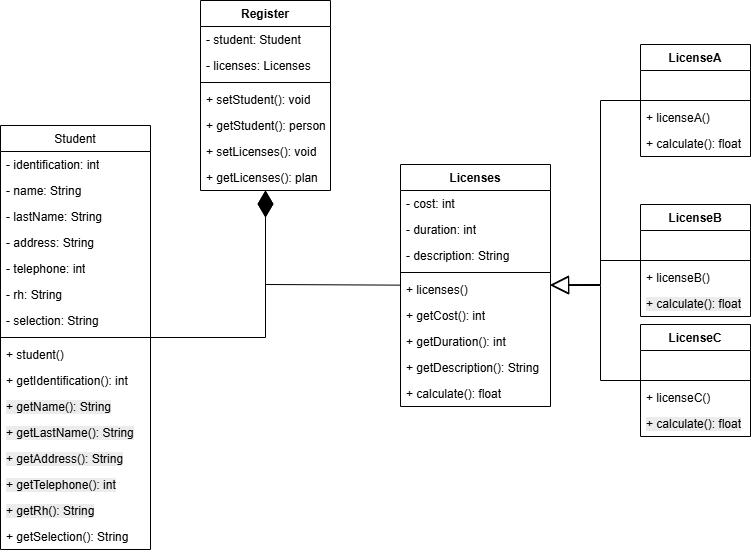 Register
- student: Student
- licenses: Licenses
+ setStudent(): void
+ getStudent(): person
+ setLicenses(): void
+ getLicenses(): plan
Student
- identification: int
- name: String
- lastName: String
- address: String
- telephone: int
- rh: String
- selection: String
+ student()
+ getIdentification(): int
+ getName(): String
+ getLastName(): String
+ getAddress(): String
+ getTelephone(): int
+ getRh(): String
+ getSelection(): String
Licenses
- cost: int
- duration: int
- description: String
+ licenses()
+ getCost(): int
+ getDuration(): int
+ getDescription(): String
+ calculate(): float
LicenseA
+ licenseA()
+ calculate(): float
LicenseB
+ licenseB()
+ calculate(): float
LicenseC
+ licenseC()
+ calculate(): float